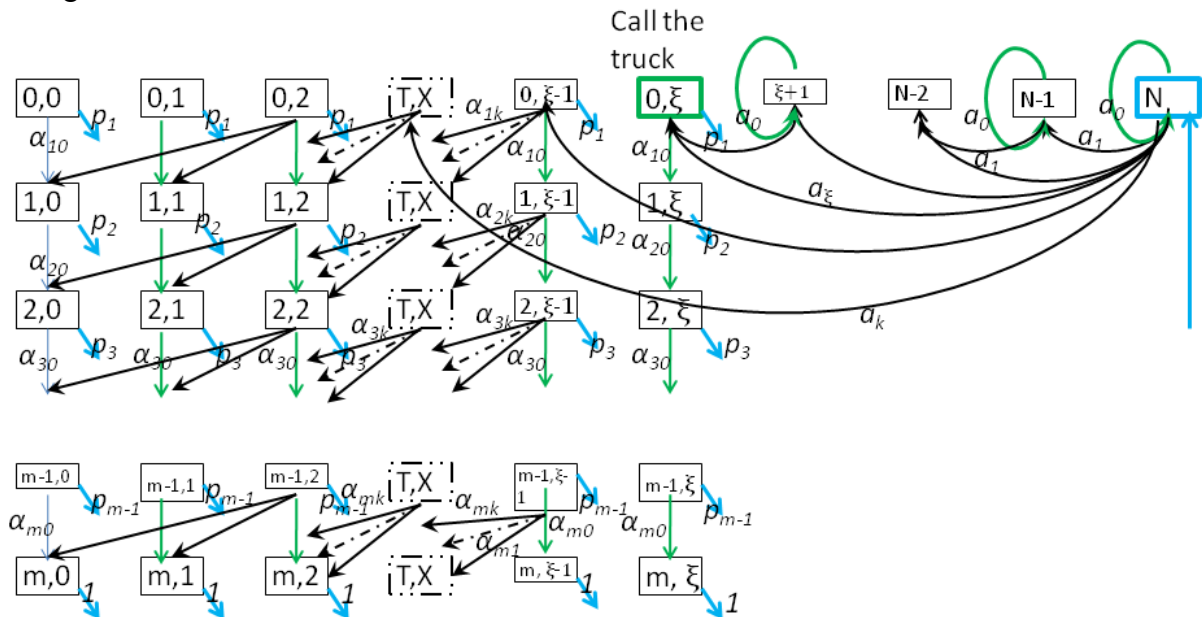 Call the
truck
0,0
0,1
0,2
T,X
0, ξ-1
0,ξ
ξ+1
N-2
N-1
N
p1
p1
p1
α1k
p1
p1
a0
a0
a0
α10
α10
α10
a1
a1
1,0
1,1
1,2
T,X
1, ξ-1
1,ξ
aξ
p2
p2
p2
α2k
p2
p2
α20
α20
α20
2,0
2,1
2,2
T,X
2, ξ-1
2, ξ
ak
p3
p3
p3
α3k
α3k
p3
p3
α30
α30
α30
α30
α30
m-1,0
m-1,1
m-1,2
T,X
m-1,ξ-
1
m-1,ξ
pm-1
pm-1
pm-1
αmk
αmk
pm-1
pm-1
αm0
αm0
αm0
αm1
m,0
m,1
m,2
T,X
m, ξ-1
m, ξ
1
1
1
1
1